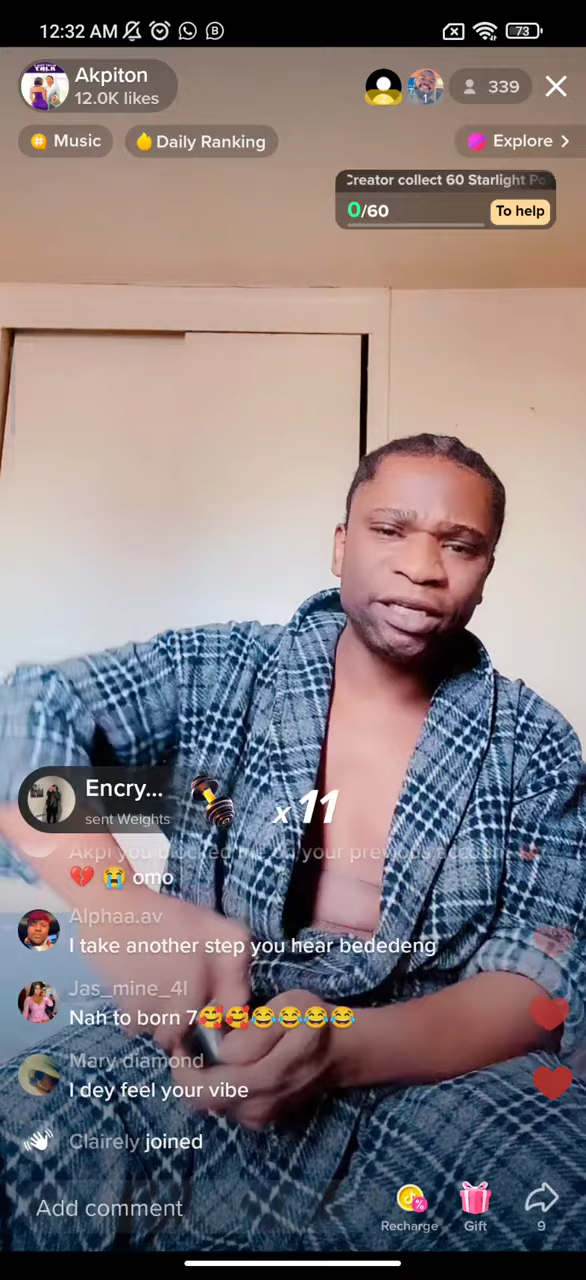 12:32 AM
73
Akpiton
12.0K likes
1
339
Music
Daily Ranking
Explore >
Creator collect 60 Starlight Po
0/60
To help
Encry...
sent Weights
x 11
Akpi you blocked me on your previous account
💔 😭 omo
Alphaa.av
I take another step you hear bededeng
Jas_mine_4l
Nah to born 7🥰🥰😂😂😂😂
Mary diamond
I dey feel your vibe
Clairely joined
Add comment
Recharge
Gift
9